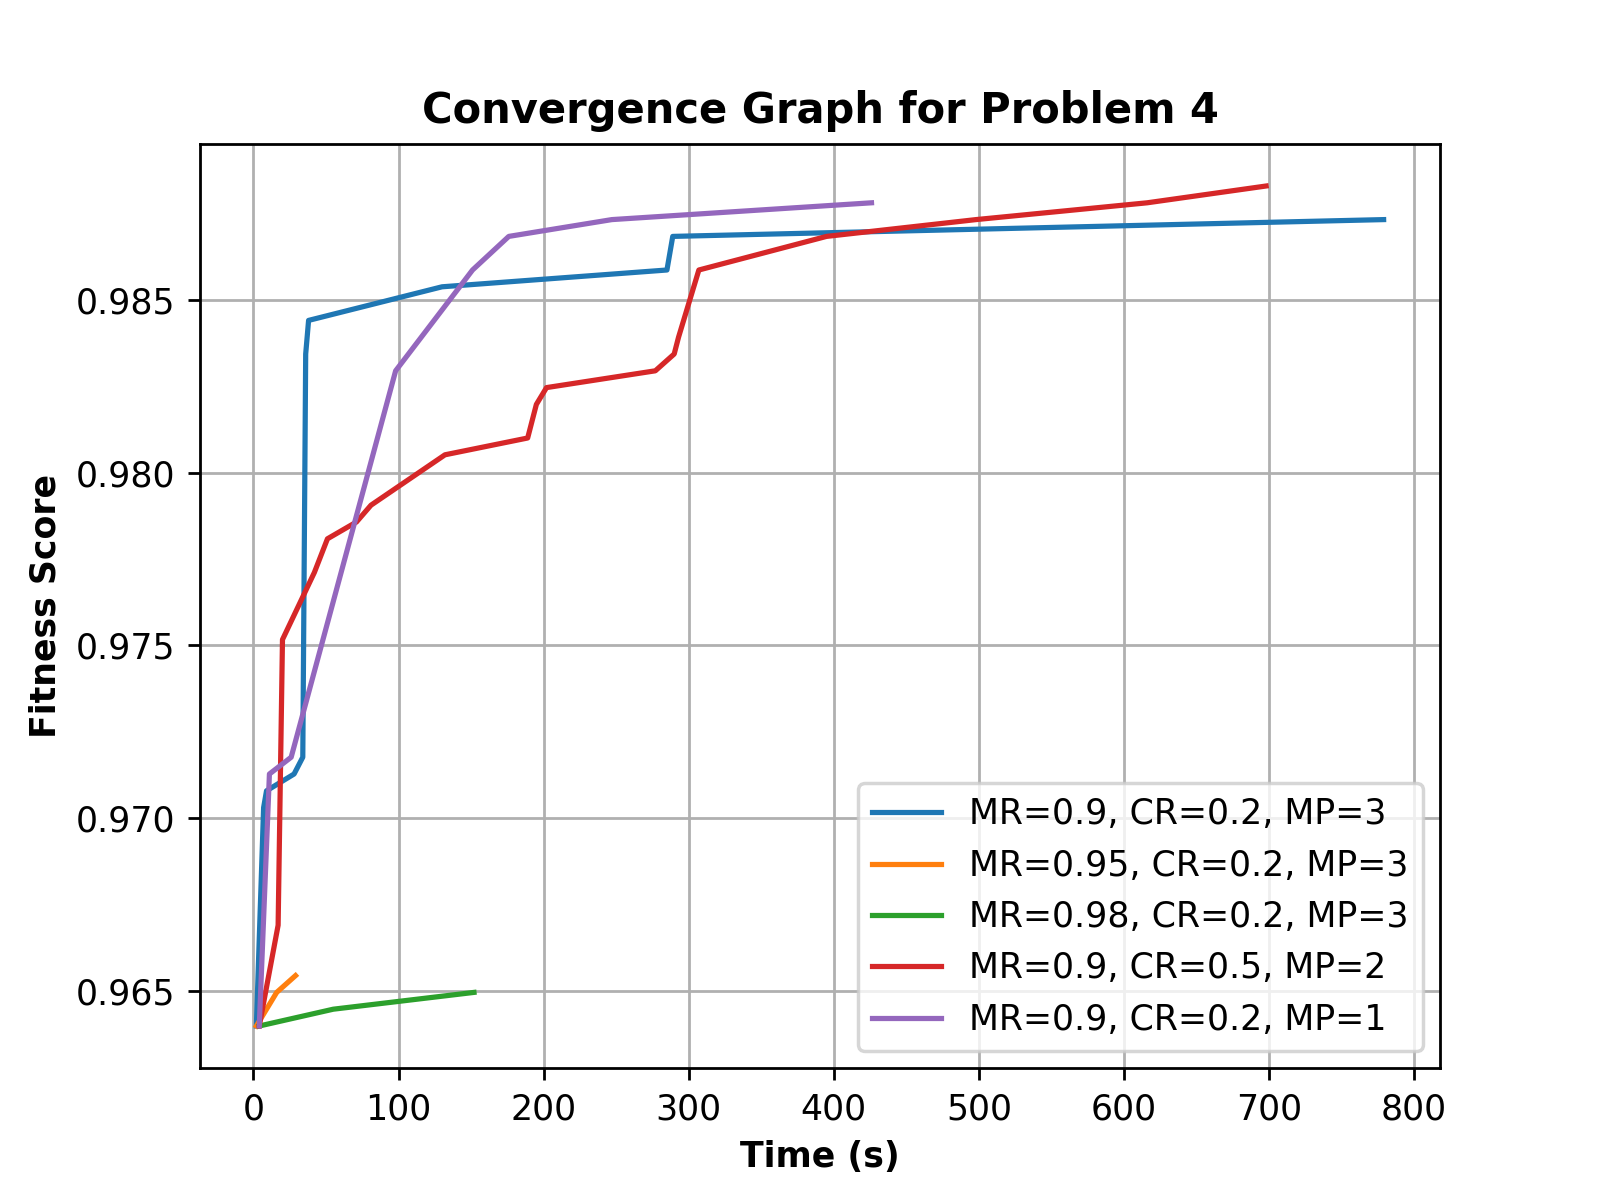 Convergence Graph for Problem 4
Fitness Score
0.985
0.980
0.975
0.970
0.965
MR=0.9, CR=0.2, MP=3
MR=0.95, CR=0.2, MP=3
MR=0.98, CR=0.2, MP=3
MR=0.9, CR=0.5, MP=2
MR=0.9, CR=0.2, MP=1
0 100 200 300 400 500 600 700 800
Time (s)